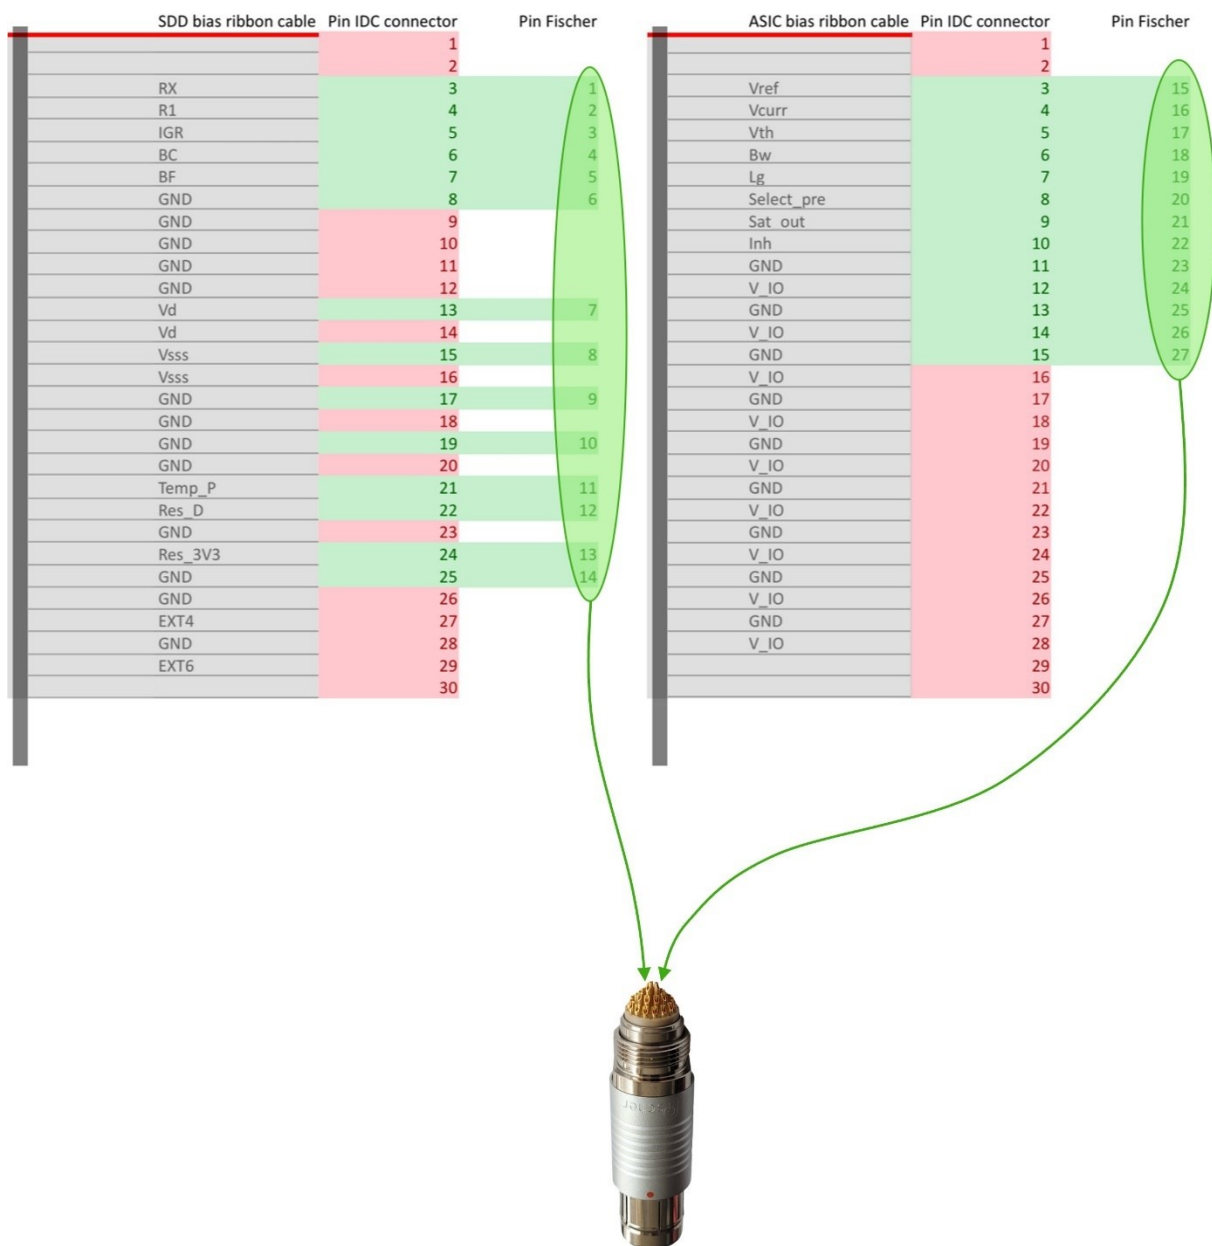 SDD bias ribbon cable Pin IDC connector Pin Fischer
1
2
RX 3 1
R1 4 2
IGR 5 3
BC 6 4
BF 7 5
GND 8 6
GND 9
GND 10
GND 11
GND 12
Vd 13 7
Vd 14
Vsss 15 8
Vsss 16
GND 17 9
GND 18
GND 19 10
GND 20
Temp_P 21 11
Res_D 22 12
GND 23
Res_3V3 24 13
GND 25 14
GND 26
EXT4 27
GND 28
EXT6 29
30
ASIC bias ribbon cable Pin IDC connector Pin Fischer
1
2
Vref 3 15
Vcurr 4 16
Vth 5 17
Bw 6 18
Lg 7 19
Select_pre 8 20
Sat_out 9 21
Inh 10 22
GND 11 23
V_IO 12 24
GND 13 25
V_IO 14 26
GND 15 27
V_IO 16
GND 17
V_IO 18
GND 19
V_IO 20
GND 21
V_IO 22
GND 23
V_IO 24
GND 25
V_IO 26
GND 27
V_IO 28
29
30